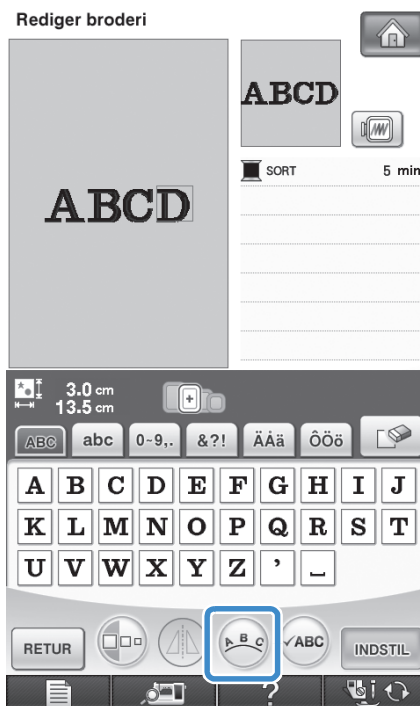 Rediger broderi
ABCD
ABCD
SORT 5 min
3.0 cm
13.5 cm
ABC abc 0~9,. &?! ÄÅä ÔÖö
A B C D E F G H I J
K L M N O P Q R S T
U V W X Y Z ’ ⎵
RETUR A B C ✓ABC INDSTIL
?